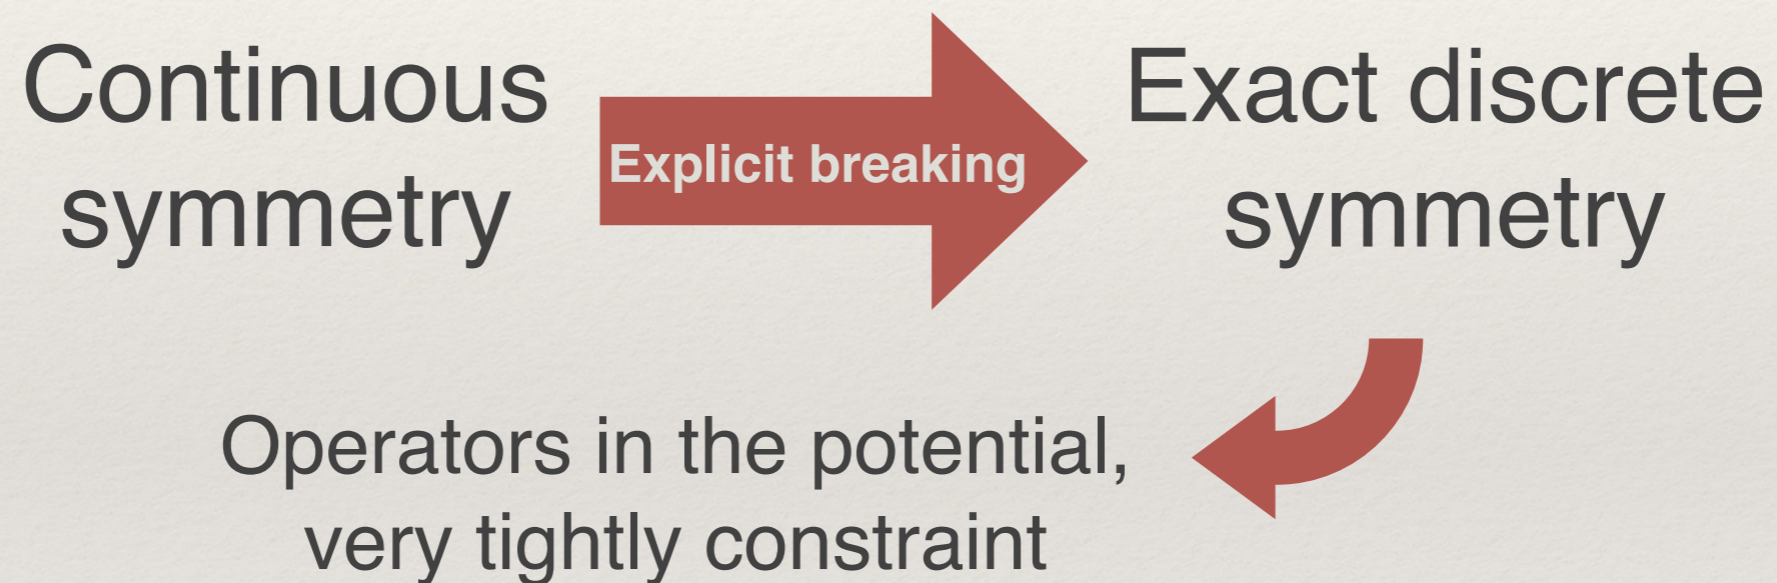 Continuous
symmetry
Explicit breaking
Exact discrete
symmetry
Operators in the potential,
very tightly constraint